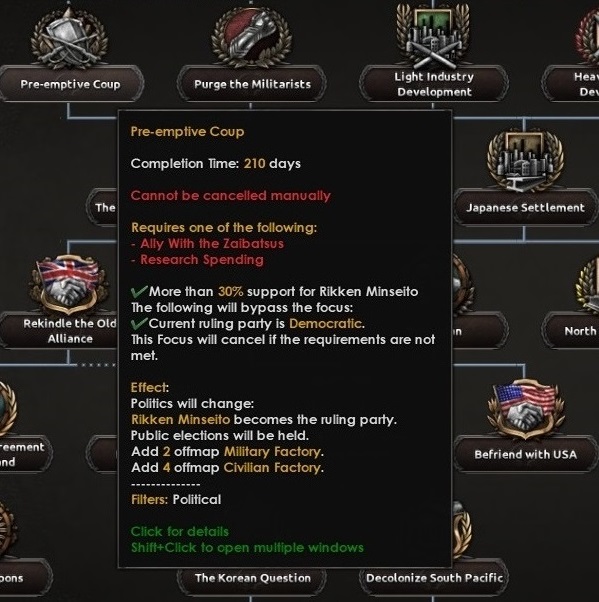 Pre-emptive Coup
Purge the Militarists
Light Industry
Development
Heav
Dev
Pre-emptive Coup
Completion Time: 210 days
Cannot be cancelled manually
Requires one of the following:
- Ally With the Zaibatsus
- Research Spending
More than 30% support for Rikken Minseito
The following will bypass the focus:
Current ruling party is Democratic.
This Focus will cancel if the requirements are not
met.
Effect:
Politics will change:
Rikken Minseito becomes the ruling party.
Public elections will be held.
Add 2 offmap Military Factory.
Add 4 offmap Civilian Factory.
--------------
Filters: Political
Click for details
Shift+Click to open multiple windows
The
Japanese Settlement
Rekindle the Old
Alliance
an
North
reement
nd
Befriend with USA
pons
The Korean Question
Decolonize South Pacific